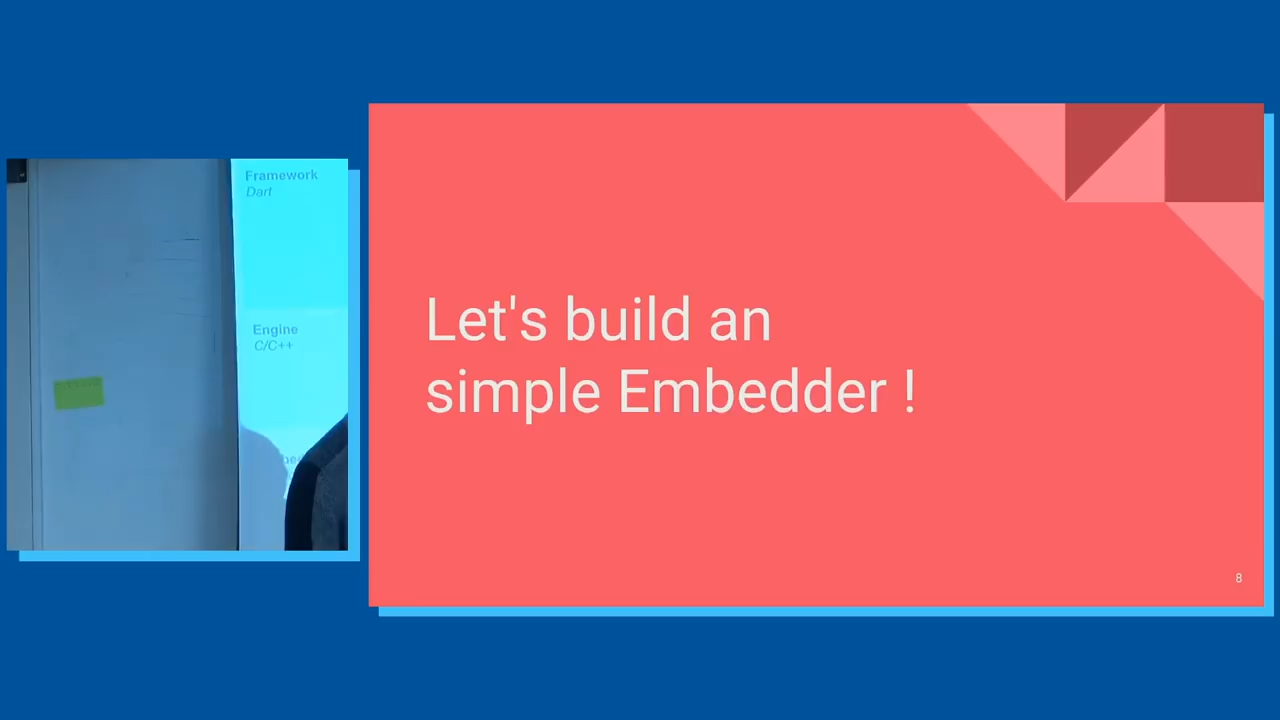 Framework
Dart
Engine
C/C++
Let's build an
simple Embedder !
8